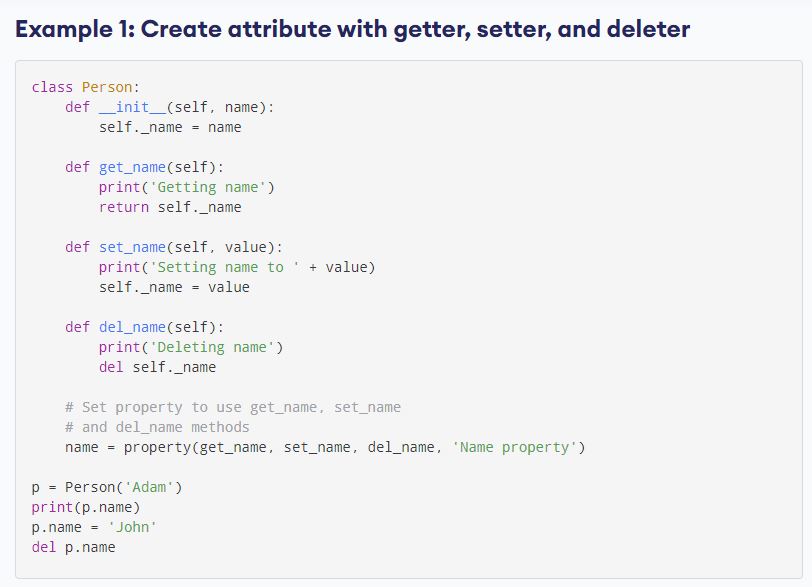 Example 1: Create attribute with getter, setter, and deleter
class Person:
    def __init__(self, name):
        self._name = name

    def get_name(self):
        print('Getting name')
        return self._name

    def set_name(self, value):
        print('Setting name to ' + value)
        self._name = value

    def del_name(self):
        print('Deleting name')
        del self._name

    # Set property to use get_name, set_name
    # and del_name methods
    name = property(get_name, set_name, del_name, 'Name property')

p = Person('Adam')
print(p.name)
p.name = 'John'
del p.name